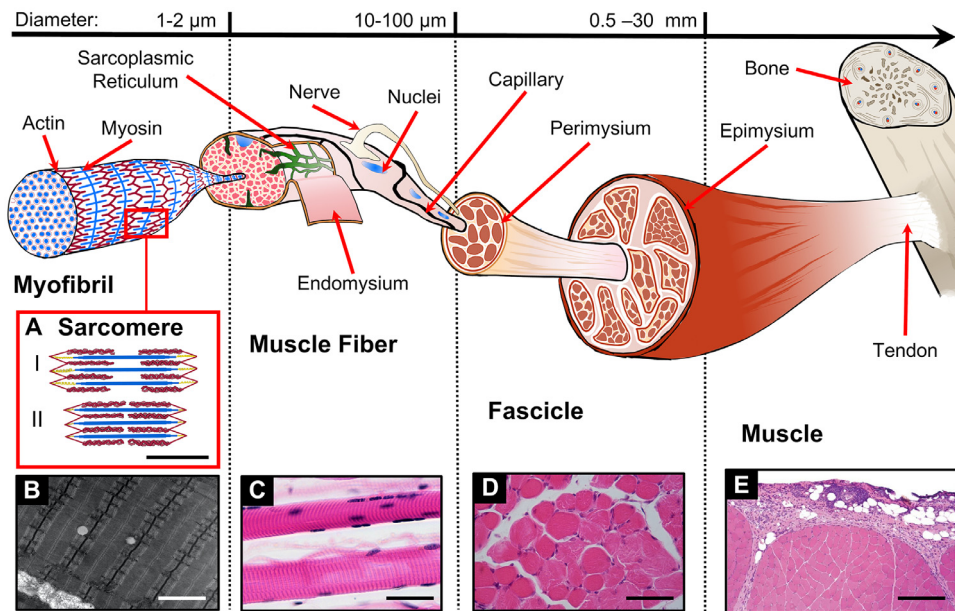 Diameter: 1-2 µm 10-100 µm 0.5 –30 mm
Sarcoplasmic
Reticulum
Nerve
Nuclei
Capillary
Bone
Actin
Myosin
Perimysium
Epimysium
Myofibril
Endomysium
A Sarcomere
I
II
Muscle Fiber
Tendon
Fascicle
Muscle
B
C
D
E